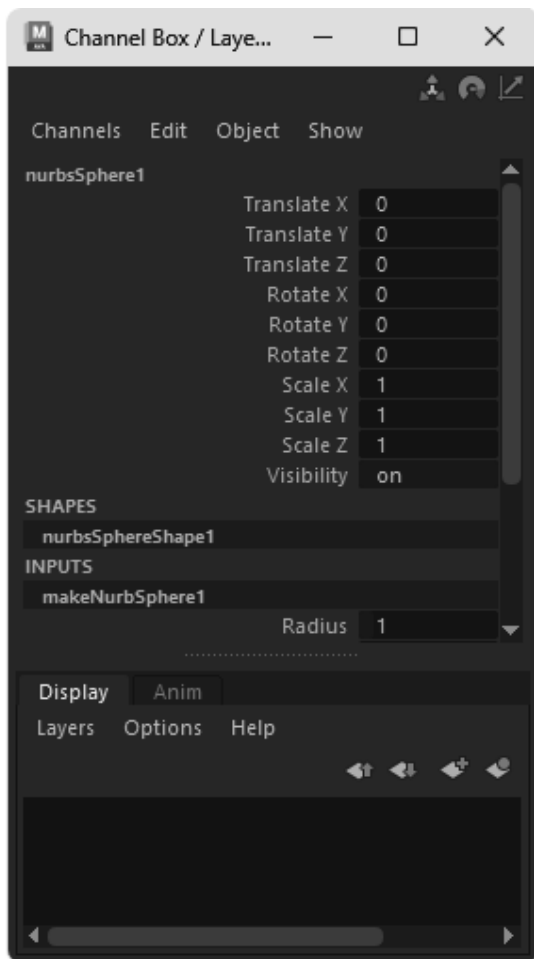 Channel Box / Laye...
Channels Edit Object Show
nurbsSphere1
Translate X 0
Translate Y 0
Translate Z 0
Rotate X 0
Rotate Y 0
Rotate Z 0
Scale X 1
Scale Y 1
Scale Z 1
Visibility on
SHAPES
nurbsSphereShape1
INPUTS
makeNurbSphere1
Radius 1
Display Anim
Layers Options Help